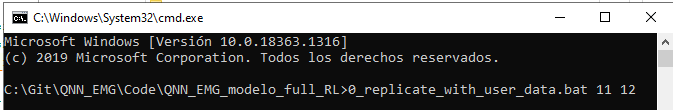 C:\Windows\System32\cmd.exe
Microsoft Windows [Versión 10.0.18363.1316]
(c) 2019 Microsoft Corporation. Todos los derechos reservados.
C:\Git\QNN_EMG\Code\QNN_EMG_modelo_full_RL>0_replicate_with_user_data.bat 11 12